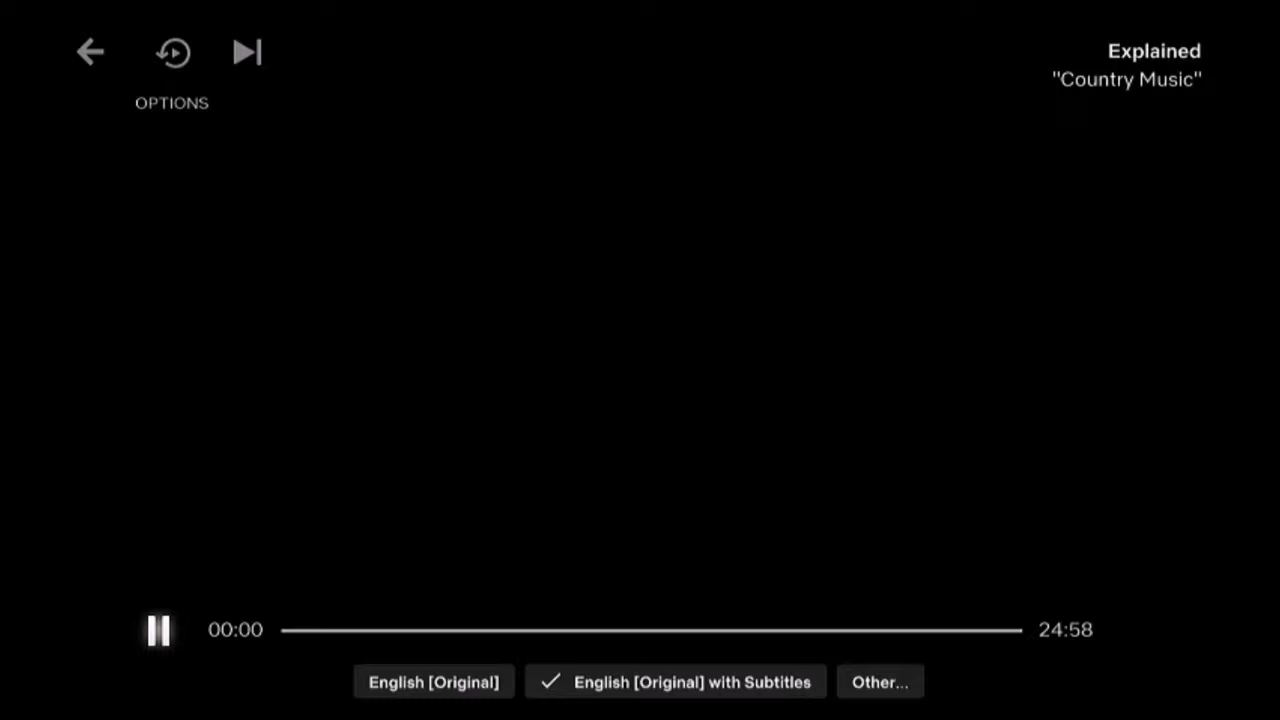 Explained
"Country Music"
OPTIONS
00:00
24:58
English [Original]
English [Original] with Subtitles
Other...